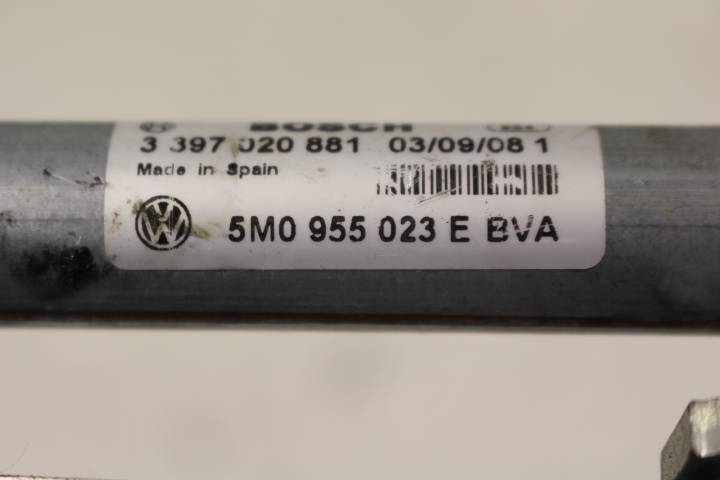 BOSCH
3 397 020 881 03/09/08 1
Made in Spain
5M0 955 023 E BVA